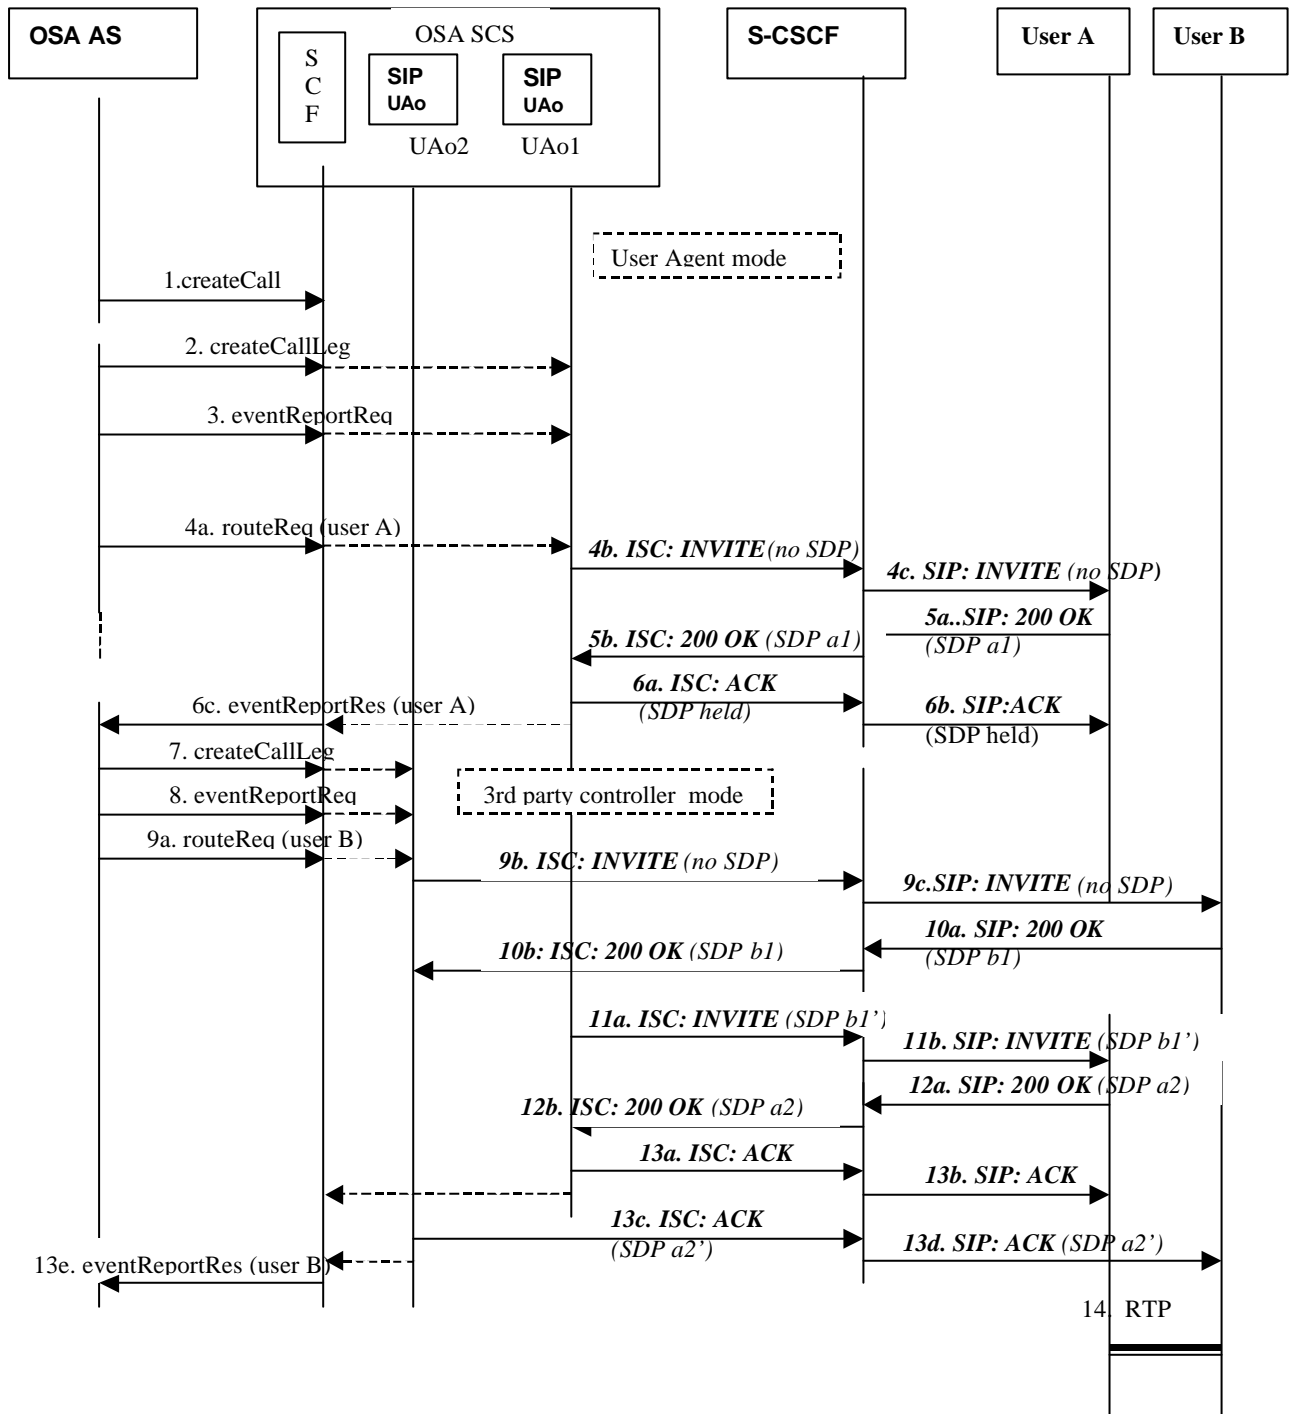 OSA AS
OSA SCS
S-CSCF
User A
User B
S
C
F
SIP
UAo
SIP
UAo
UAo2
UAo1
User Agent mode
1.createCall
2. createCallLeg
3. eventReportReq
4a. routeReq (user A)
4b. ISC: INVITE(no SDP)
4c. SIP: INVITE (no SDP)
5a..SIP: 200 OK
(SDP a1)
5b. ISC: 200 OK (SDP a1)
6a. ISC: ACK
(SDP held)
6b. SIP:ACK
(SDP held)
6c. eventReportRes (user A)
7. createCallLeg
3rd party controller mode
8. eventReportReq
9a. routeReq (user B)
9b. ISC: INVITE (no SDP)
9c.SIP: INVITE (no SDP)
10a. SIP: 200 OK
(SDP b1)
10b: ISC: 200 OK (SDP b1)
11a. ISC: INVITE (SDP b1’)
11b. SIP: INVITE (SDP b1’)
12a. SIP: 200 OK (SDP a2)
12b. ISC: 200 OK (SDP a2)
13a. ISC: ACK
13b. SIP: ACK
13c. ISC: ACK
(SDP a2’)
13d. SIP: ACK (SDP a2’)
13e. eventReportRes (user B)
14. RTP